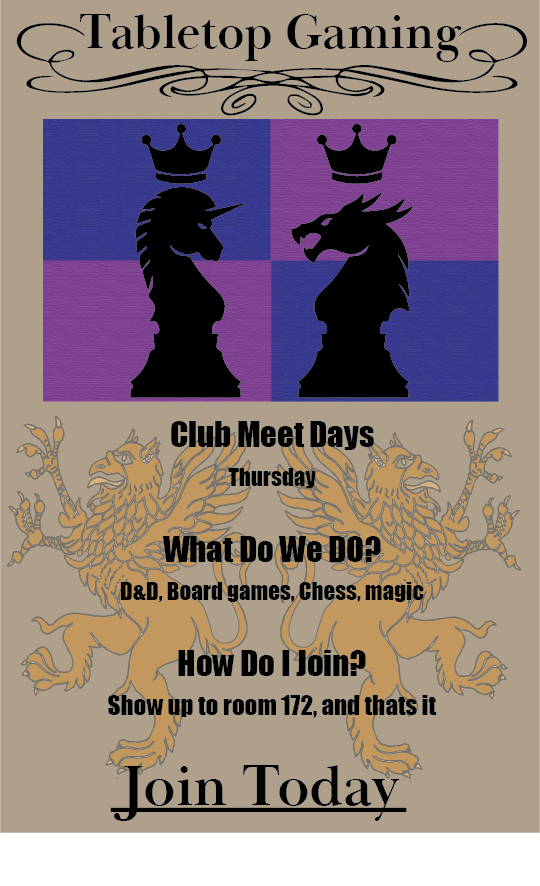 Tabletop Gaming
Club Meet Days
Thursday
What Do We DO?
D&D, Board games, Chess, magic
How Do I Join?
Show up to room 172, and thats it
Join Today